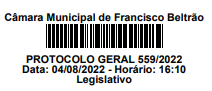 Câmara Municipal de Francisco Beltrão
PROTOCOLO GERAL 559/2022
Data: 04/08/2022 - Horário: 16:10
Legislativo